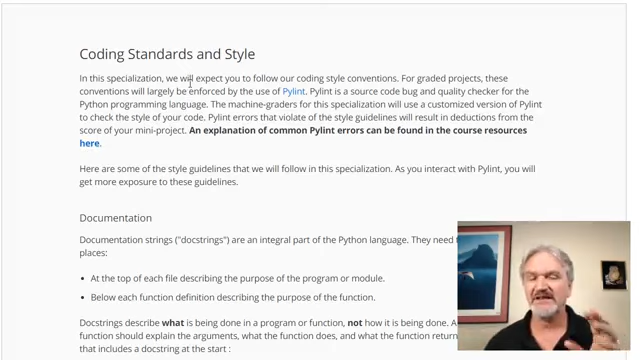 Coding Standards and Style
In this specialization, we will expect you to follow our coding style conventions. For graded projects, these
conventions will largely be enforced by the use of Pylint. Pylint is a source code bug and quality checker for the
Python programming language. The machine-graders for this specialization will use a customized version of Pylint
to check the style of your code. Pylint errors that violate of the style guidelines will result in deductions from the
score of your mini-project. An explanation of common Pylint errors can be found in the course resources
here.
Here are some of the style guidelines that we will follow in this specialization. As you interact with Pylint, you will
get more exposure to these guidelines.
Documentation
Documentation strings ("docstrings") are an integral part of the Python language. They need
places:
• At the top of each file describing the purpose of the program or module.
• Below each function definition describing the purpose of the function.
Docstrings describe what is being done in a program or function, not how it is being done. A
function should explain the arguments, what the function does, and what the function return
that includes a docstring at the start :